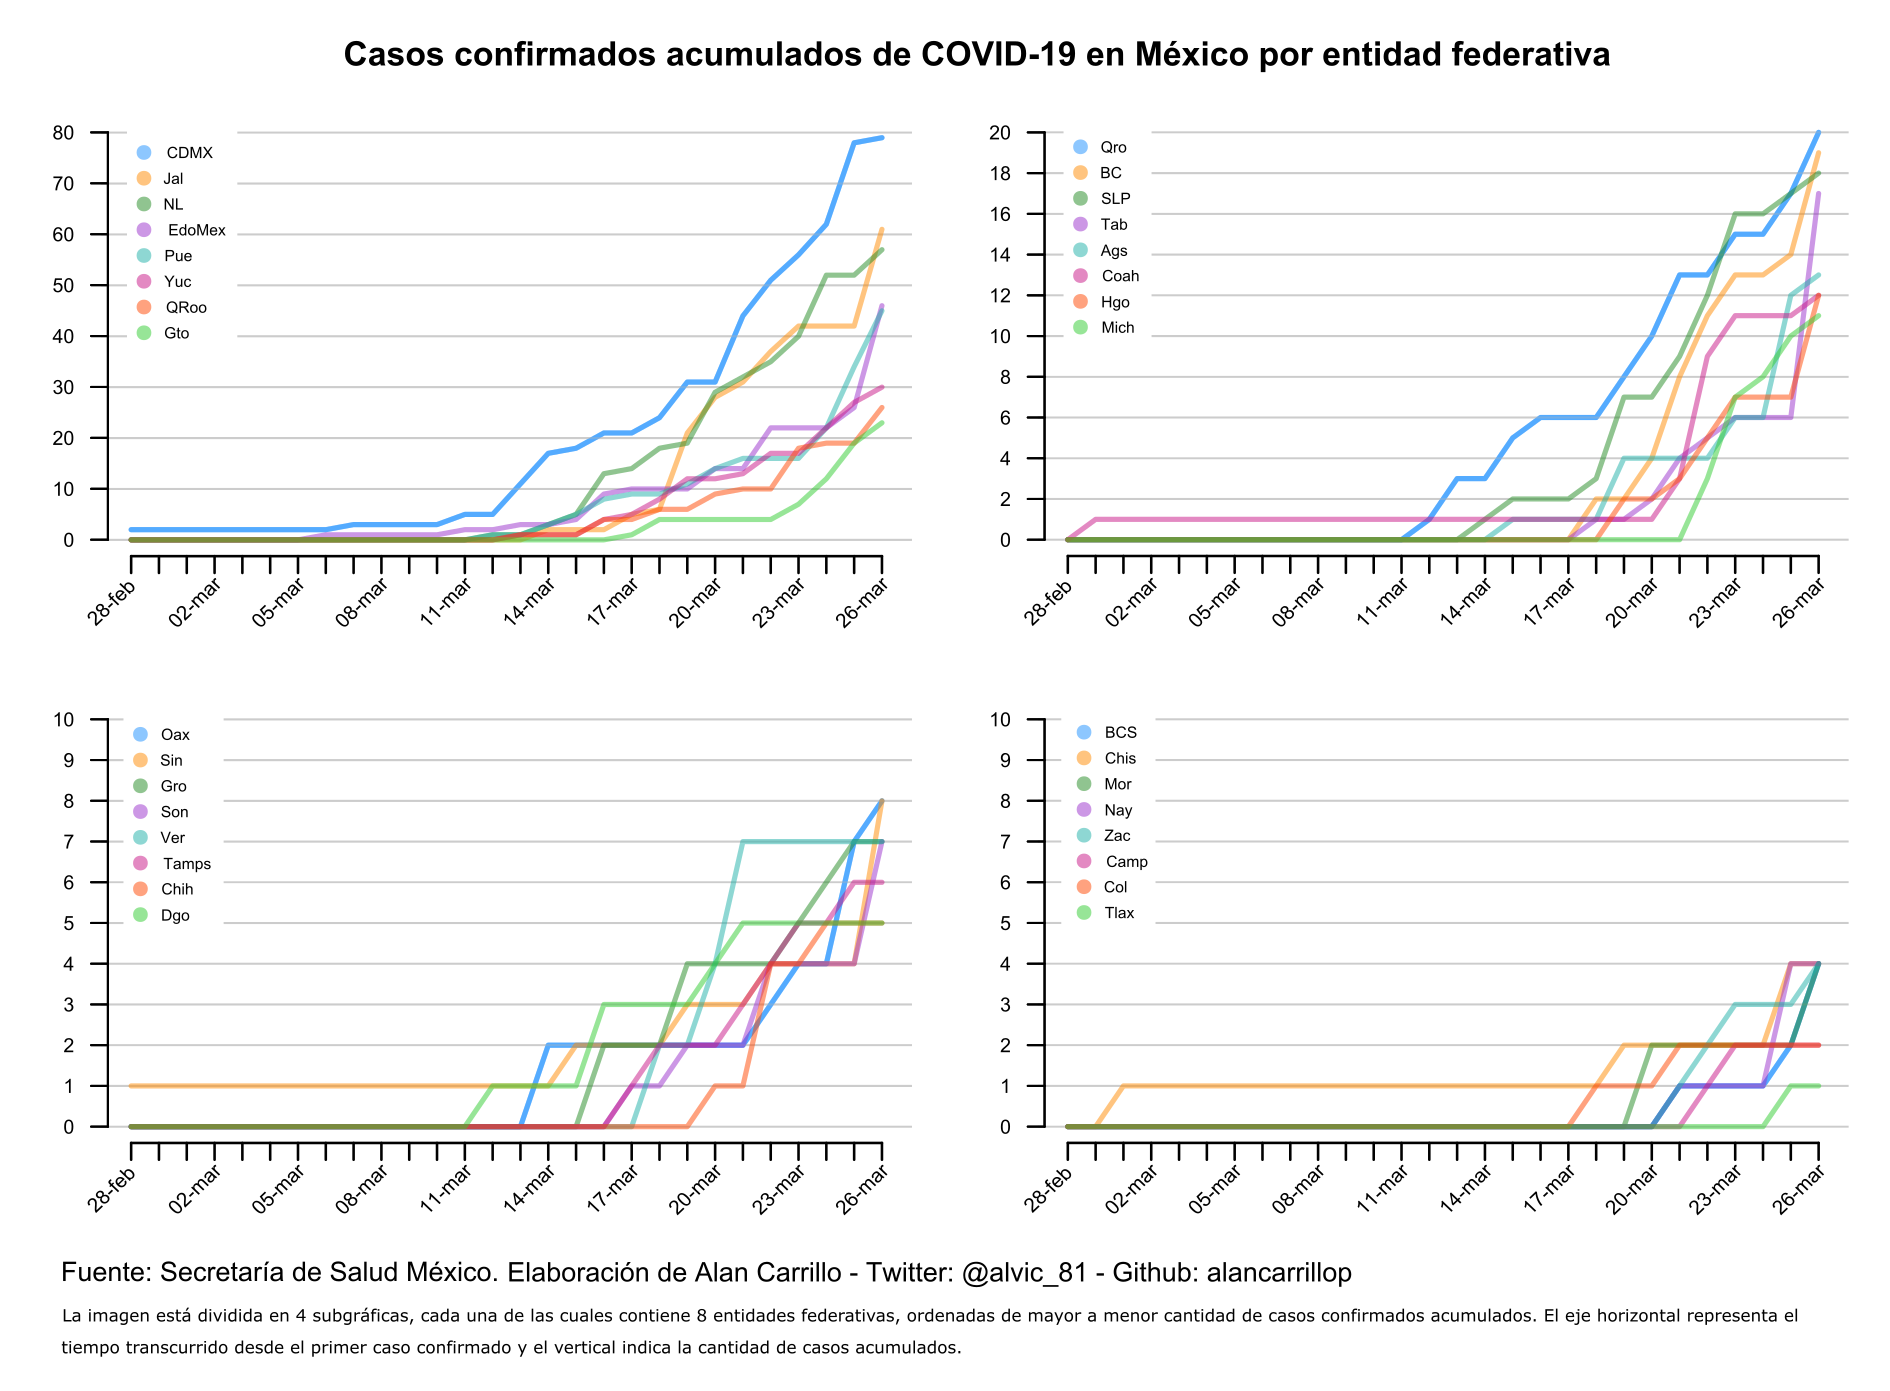 Casos confirmados acumulados de COVID-19 en México por entidad federativa
80
70
60
50
40
30
20
10
0
CDMX
Jal
NL
EdoMex
Pue
Yuc
QRoo
Gto
28-feb
02-mar
05-mar
08-mar
11-mar
14-mar
17-mar
20-mar
23-mar
26-mar
20
18
16
14
12
10
8
6
4
2
0
Qro
BC
SLP
Tab
Ags
Coah
Hgo
Mich
28-feb
02-mar
05-mar
08-mar
11-mar
14-mar
17-mar
20-mar
23-mar
26-mar
10
9
8
7
6
5
4
3
2
1
0
Oax
Sin
Gro
Son
Ver
Tamps
Chih
Dgo
28-feb
02-mar
05-mar
08-mar
11-mar
14-mar
17-mar
20-mar
23-mar
26-mar
10
9
8
7
6
5
4
3
2
1
0
BCS
Chis
Mor
Nay
Zac
Camp
Col
Tlax
28-feb
02-mar
05-mar
08-mar
11-mar
14-mar
17-mar
20-mar
23-mar
26-mar
Fuente: Secretaría de Salud México. Elaboración de Alan Carrillo - Twitter: @alvic_81 - Github: alancarrillop
La imagen está dividida en 4 subgráficas, cada una de las cuales contiene 8 entidades federativas, ordenadas de mayor a menor cantidad de casos confirmados acumulados. El eje horizontal representa el
tiempo transcurrido desde el primer caso confirmado y el vertical indica la cantidad de casos acumulados.